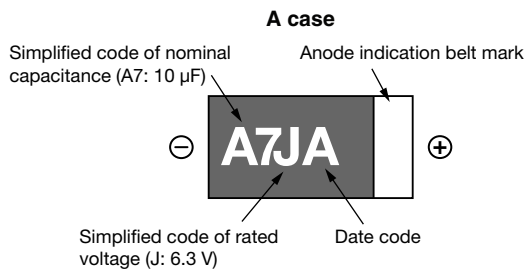 A case
Simplified code of nominal
capacitance (A7: 10 μF)
Anode indication belt mark
⊖
A7JA
⊕
Simplified code of rated
voltage (J: 6.3 V)
Date code